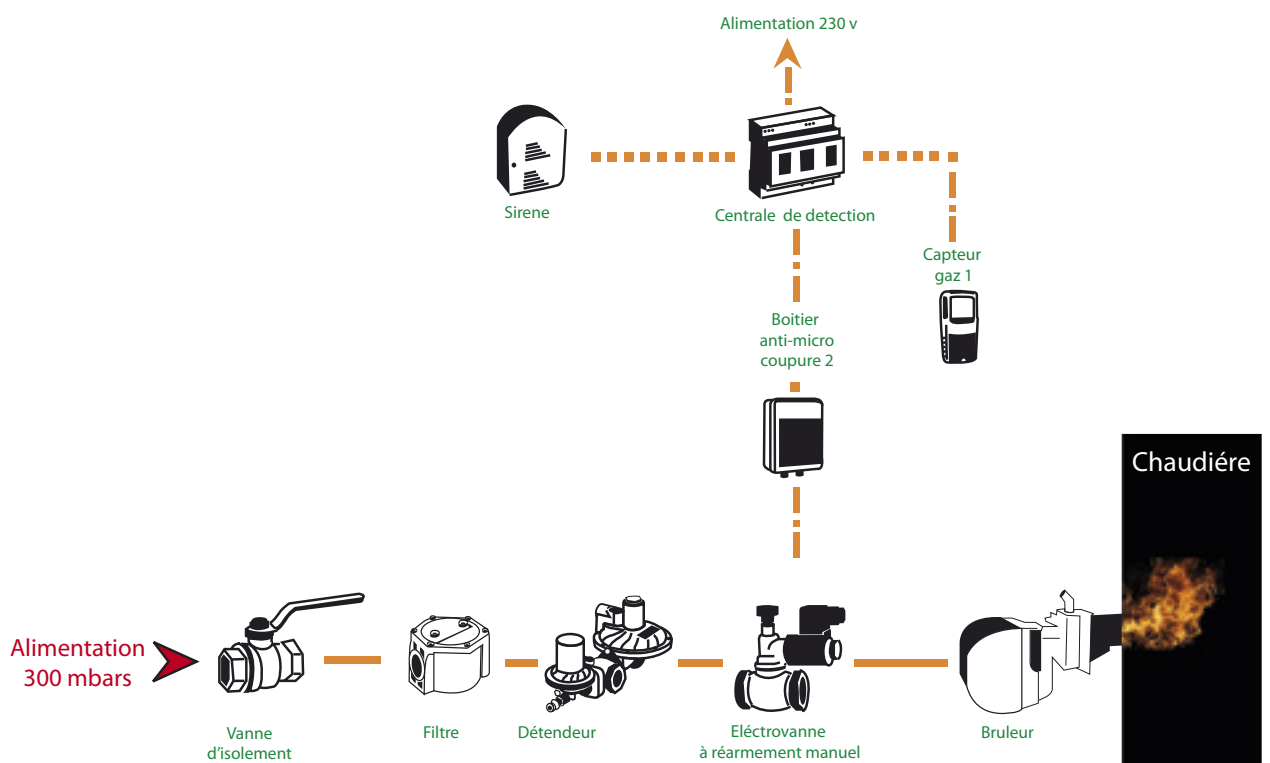 Alimentation 230 v
Sirene
Centrale de detection
Capteur
gaz 1
Boitier
anti-micro
coupure 2
Chaudiére
Alimentation
300 mbars
Vanne
d'isolement
Filtre
Détendeur
Eléctrovanne
à réarmement manuel
Bruleur